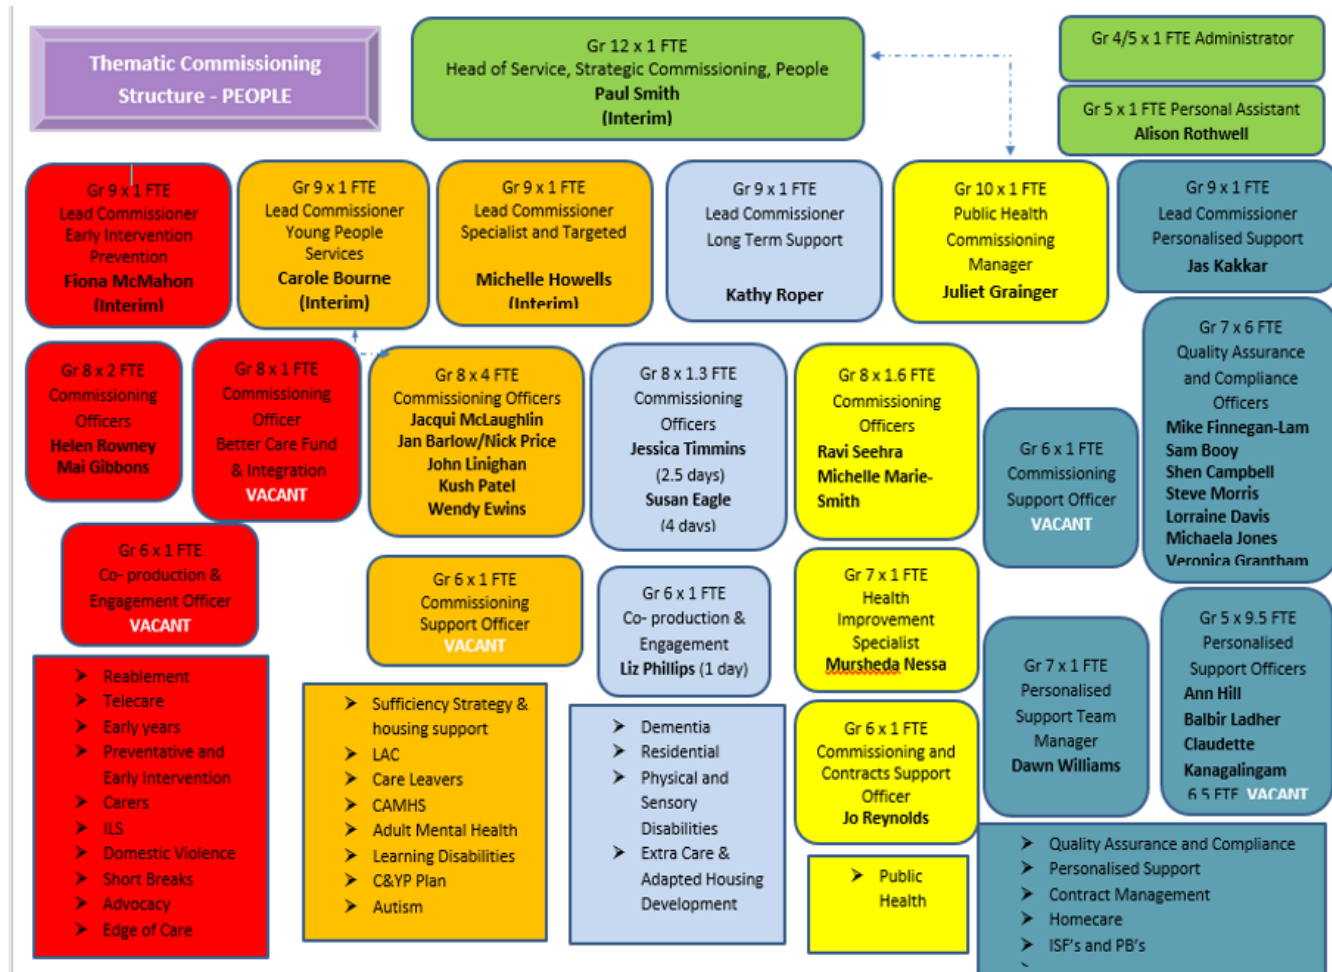 Thematic Commissioning
Structure - PEOPLE
Gr 12 x 1 FTE
Head of Service, Strategic Commissioning, People
Paul Smith
(Interim)
Gr 4/5 x 1 FTE Administrator
Gr 5 x 1 FTE Personal Assistant
Alison Rothwell
Gr 9 x 1 FTE
Lead Commissioner
Early Intervention
Prevention
Fiona McMahon
(Interim)
Gr 9 x 1 FTE
Lead Commissioner
Young People
Services
Carole Bourne
(Interim)
Gr 9 x 1 FTE
Lead Commissioner
Specialist and Targeted
Michelle Howells
(Interim)
Gr 9 x 1 FTE
Lead Commissioner
Long Term Support
Kathy Roper
Gr 10 x 1 FTE
Public Health
Commissioning
Manager
Juliet Grainger
Gr 9 x 1 FTE
Lead Commissioner
Personalised Support
Jas Kakkar
Gr 8 x 2 FTE
Commissioning
Officers
Helen Rowney
Mai Gibbons
Gr 8 x 1 FTE
Commissioning
Officer
Better Care Fund
& Integration
VACANT
Gr 8 x 4 FTE
Commissioning Officers
Jacqui McLaughlin
Jan Barlow/Nick Price
John Linighan
Kush Patel
Wendy Ewins
Gr 8 x 1.3 FTE
Commissioning
Officers
Jessica Timmins
(2.5 days)
Susan Eagle
(4 days)
Gr 8 x 1.6 FTE
Commissioning
Officers
Ravi Seehra
Michelle Marie-
Smith
Gr 6 x 1 FTE
Commissioning
Support Officer
VACANT
Gr 7 x 6 FTE
Quality Assurance
and Compliance
Officers
Mike Finnegan-Lam
Sam Booy
Shen Campbell
Steve Morris
Lorraine Davis
Michaela Jones
Veronica Grantham
Gr 6 x 1 FTE
Co- production &
Engagement Officer
VACANT
Gr 6 x 1 FTE
Commissioning
Support Officer
VACANT
Gr 6 x 1 FTE
Co- production &
Engagement
Liz Phillips (1 day)
Gr 7 x 1 FTE
Health
Improvement
Specialist
Mursheda Nessa
Gr 7 x 1 FTE
Personalised
Support Team
Manager
Dawn Williams
Gr 5 x 9.5 FTE
Personalised
Support Officers
Ann Hill
Balbir Ladher
Claudette
Kanagalingam
6.5 FTE VACANT
Gr 6 x 1 FTE
Commissioning and
Contracts Support
Officer
Jo Reynolds
➤ Reablement
➤ Telecare
➤ Early years
➤ Preventative and
Early Intervention
➤ Carers
➤ ILS
➤ Domestic Violence
➤ Short Breaks
➤ Advocacy
➤ Edge of Care
➤ Sufficiency Strategy &
housing support
➤ LAC
➤ Care Leavers
➤ CAMHS
➤ Adult Mental Health
➤ Learning Disabilities
➤ C&YP Plan
➤ Autism
➤ Dementia
➤ Residential
➤ Physical and
Sensory
Disabilities
➤ Extra Care &
Adapted Housing
Development
➤ Public
Health
➤ Quality Assurance and Compliance
➤ Personalised Support
➤ Contract Management
➤ Homecare
➤ ISF's and PB's